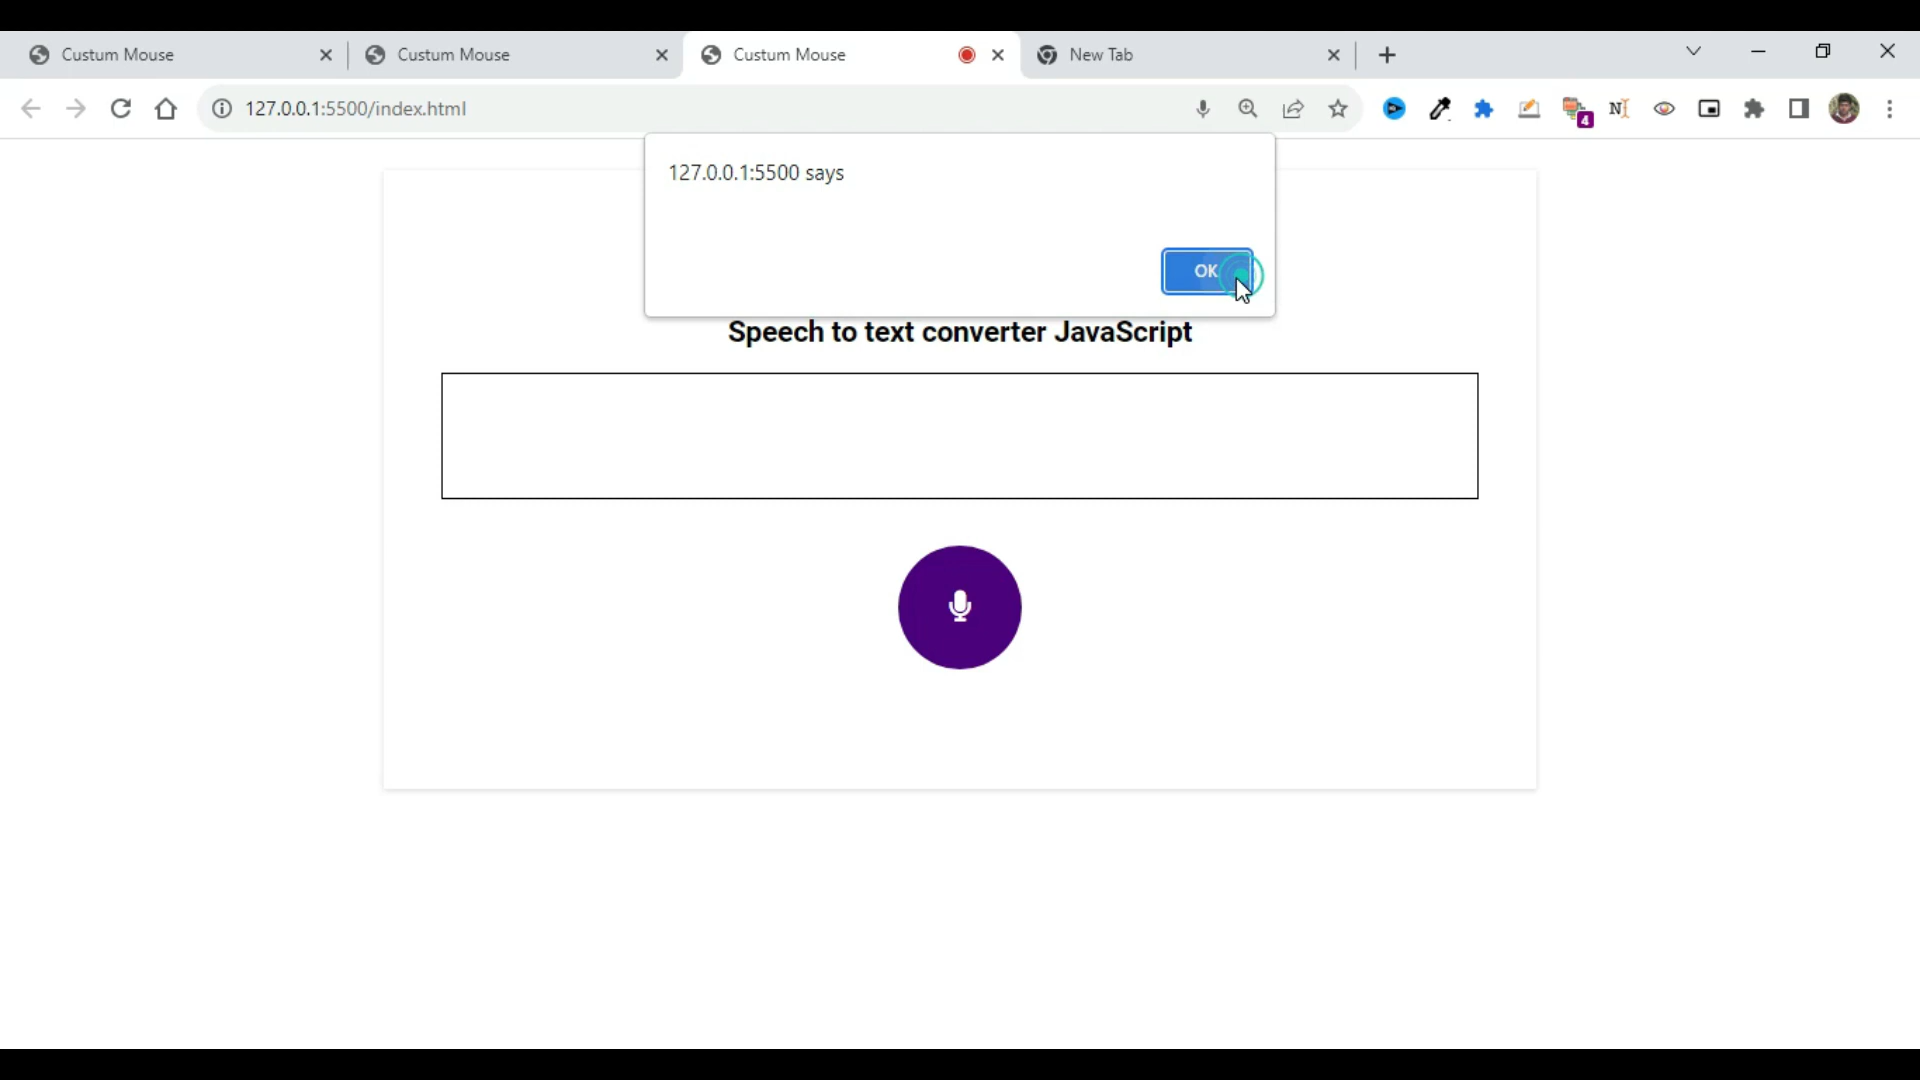 Custum Mouse
Custum Mouse
Custum Mouse
New Tab
127.0.0.1:5500/index.html
4
127.0.0.1:5500 says
OK
Speech to text converter JavaScript